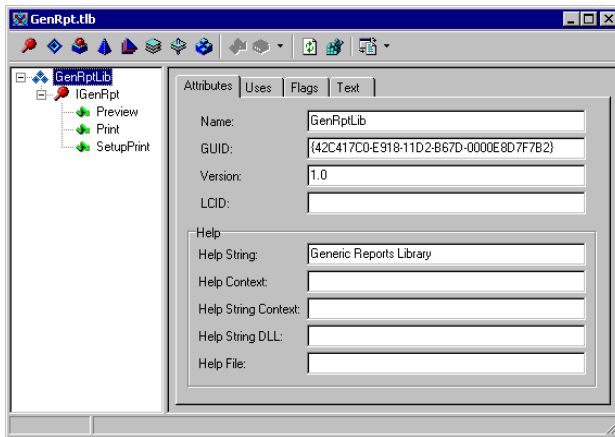 GenRpt.tlb
GenRptLib
IGenRpt
Preview
Print
SetupPrint
Attributes Uses Flags Text
Name: GenRptLib
GUID: {42C417C0-E918-11D2-B67D-0000E8D7F7B2}
Version: 1.0
LCID:
Help
Help String: Generic Reports Library
Help Context:
Help String Context:
Help String DLL:
Help File: